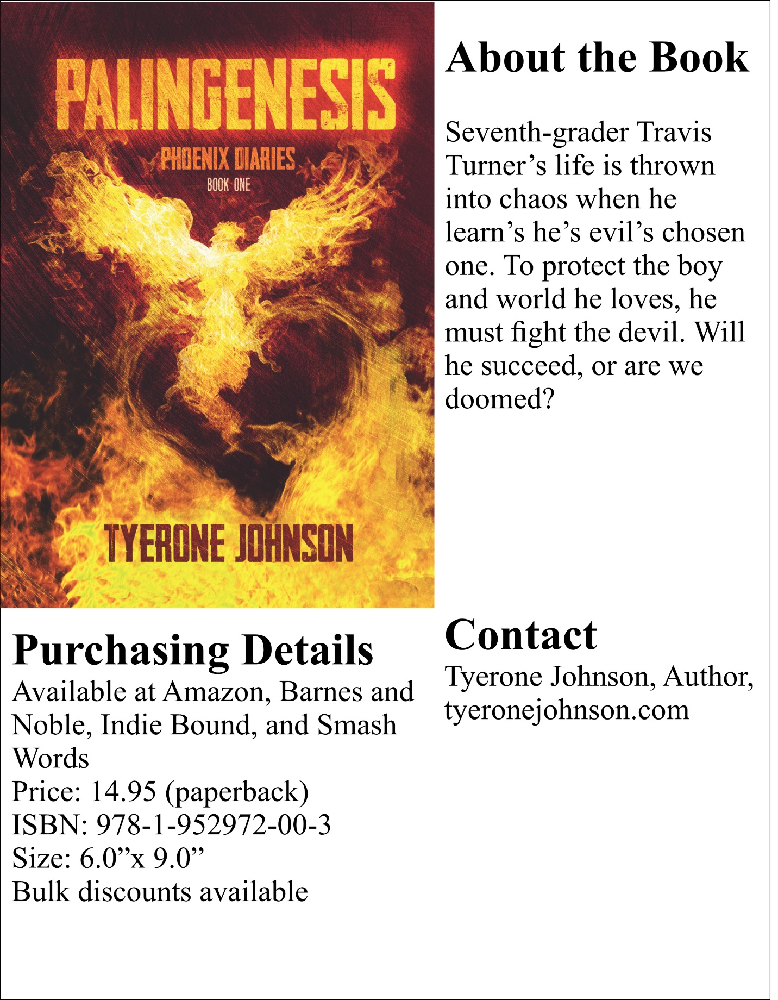 PALINGENESIS
PHOENIX DIARIES
BOOK ONE
TYERONE JOHNSON
About the Book
Seventh-grader Travis
Turner’s life is thrown
into chaos when he
learn’s he’s evil’s chosen
one. To protect the boy
and world he loves, he
must fight the devil. Will
he succeed, or are we
doomed?
Purchasing Details
Available at Amazon, Barnes and
Noble, Indie Bound, and Smash
Words
Price: 14.95 (paperback)
ISBN: 978-1-952972-00-3
Size: 6.0”x 9.0”
Bulk discounts available
Contact
Tyerone Johnson, Author,
tyeronejohnson.com